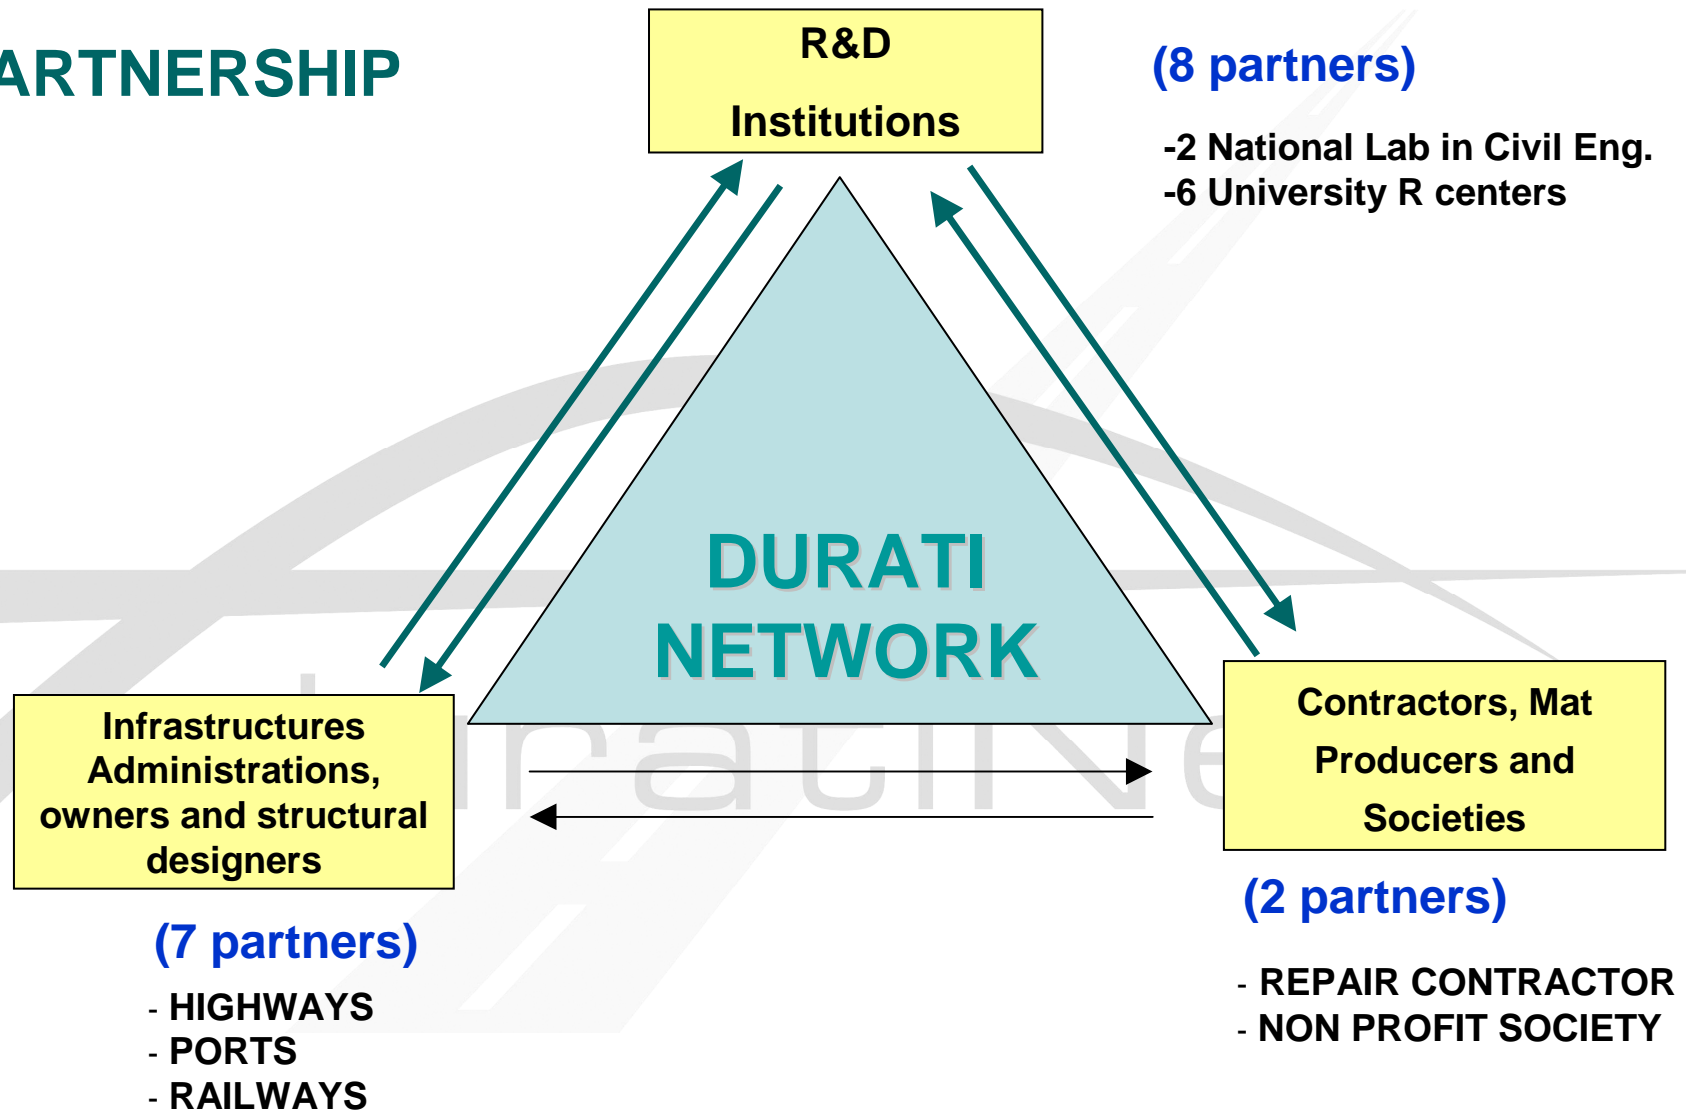 ARTNERSHIP
R&D
Institutions
(8 partners)
-2 National Lab in Civil Eng.
-6 University R centers
DURATI
NETWORK
Infrastructures
Administrations,
owners and structural
designers
(7 partners)
- HIGHWAYS
- PORTS
- RAILWAYS
Contractors, Mat
Producers and
Societies
(2 partners)
- REPAIR CONTRACTOR
- NON PROFIT SOCIETY